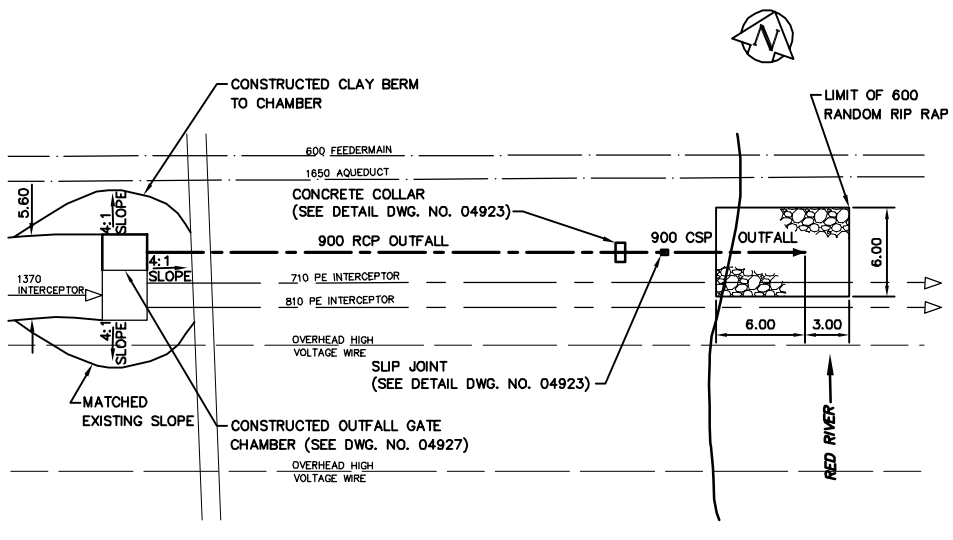 N
CONSTRUCTED CLAY BERM
TO CHAMBER
LIMIT OF 600
RANDOM RIP RAP
600 FEEDERMAIN
1650 AQUEDUCT
5.60
4:1
SLOPE
CONCRETE COLLAR
(SEE DETAIL DWG. NO. 04923)
900 RCP OUTFALL
900 CSP OUTFALL
6.00
4:1
SLOPE
1370
INTERCEPTOR
710 PE INTERCEPTOR
810 PE INTERCEPTOR
4:1
SLOPE
6.00
3.00
OVERHEAD HIGH
VOLTAGE WIRE
SLIP JOINT
(SEE DETAIL DWG. NO. 04923)
MATCHED
EXISTING SLOPE
CONSTRUCTED OUTFALL GATE
CHAMBER (SEE DWG. NO. 04927)
RED RIVER
OVERHEAD HIGH
VOLTAGE WIRE